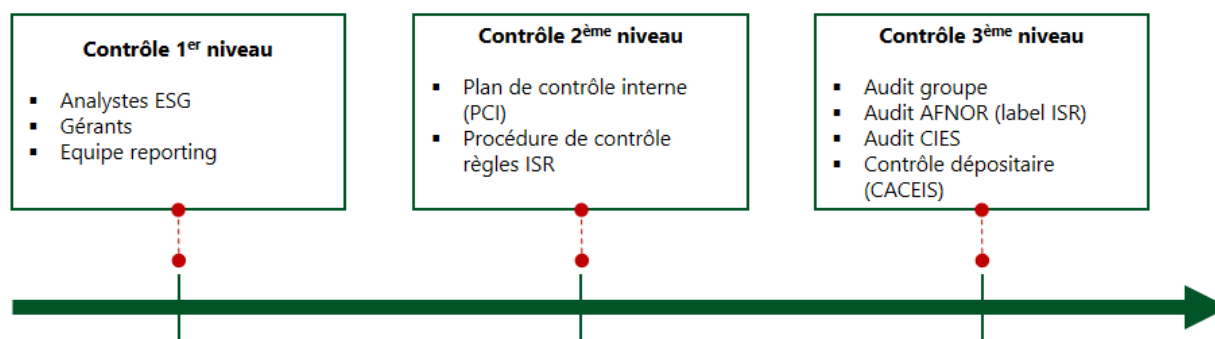 Contrôle 1er niveau
▪ Analystes ESG
▪ Gérants
▪ Equipe reporting
Contrôle 2ème niveau
▪ Plan de contrôle interne
(PCI)
▪ Procédure de contrôle
règles ISR
Contrôle 3ème niveau
▪ Audit groupe
▪ Audit AFNOR (label ISR)
▪ Audit CIES
▪ Contrôle dépositaire
(CACEIS)